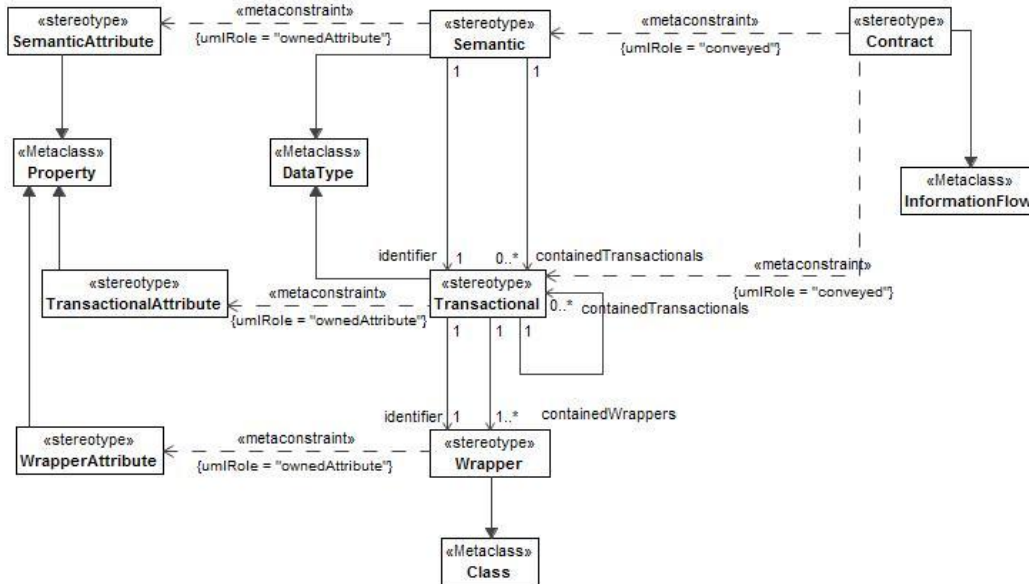 «metaconstraint»
«metaconstraint»
«stereotype»
SemanticAttribute
{umlRole = "ownedAttribute"}
«stereotype»
Semantic
{umlRole = "conveyed"}
«stereotype»
Contract
1
1
«Metaclass»
Property
«Metaclass»
DataType
«Metaclass»
InformationFlow
identifier
1
0..*
containedTransactionals
«metaconstraint»
«stereotype»
TransactionalAttribute
«metaconstraint»
{umlRole = "ownedAttribute"}
«stereotype»
Transactional
0..*
containedTransactionals
{umlRole = "conveyed"}
1
1
1
identifier
1
1..*
containedWrappers
«stereotype»
WrapperAttribute
«metaconstraint»
{umlRole = "ownedAttribute"}
«stereotype»
Wrapper
«Metaclass»
Class